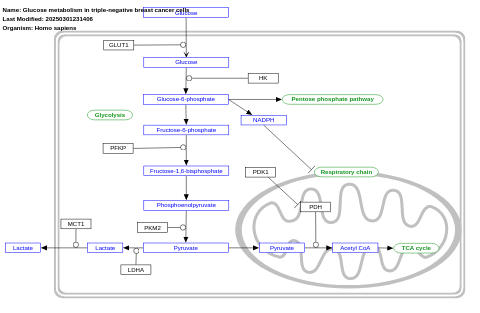 Name: Glucose metabolism in triple-negative breast cancer cells
Glucose
Last Modified: 20250301231406
Organism: Homo sapiens
GLUT1
Glucose
HK
Glucose-6-phosphate
Pentose phosphate pathway
Glycolysis
NADPH
Fructose-6-phosphate
PFKP
Fructose-1,6-bisphosphate
PDK1
Respiratory chain
Phosphoenolpyruvate
PDH
MCT1
PKM2
Lactate
Lactate
Pyruvate
Pyruvate
Acetyl CoA
TCA cycle
LDHA